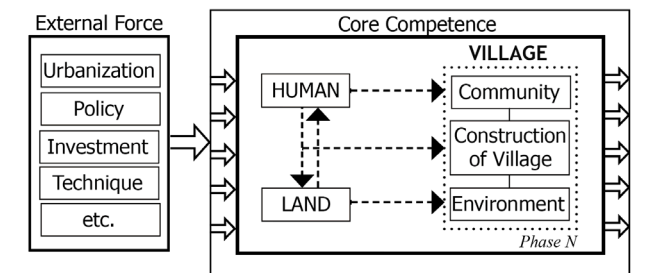 External Force
Urbanization
Policy
Investment
Technique
etc.
Core Competence
HUMAN
LAND
VILLAGE
Community
Construction
of Village
Environment
Phase N